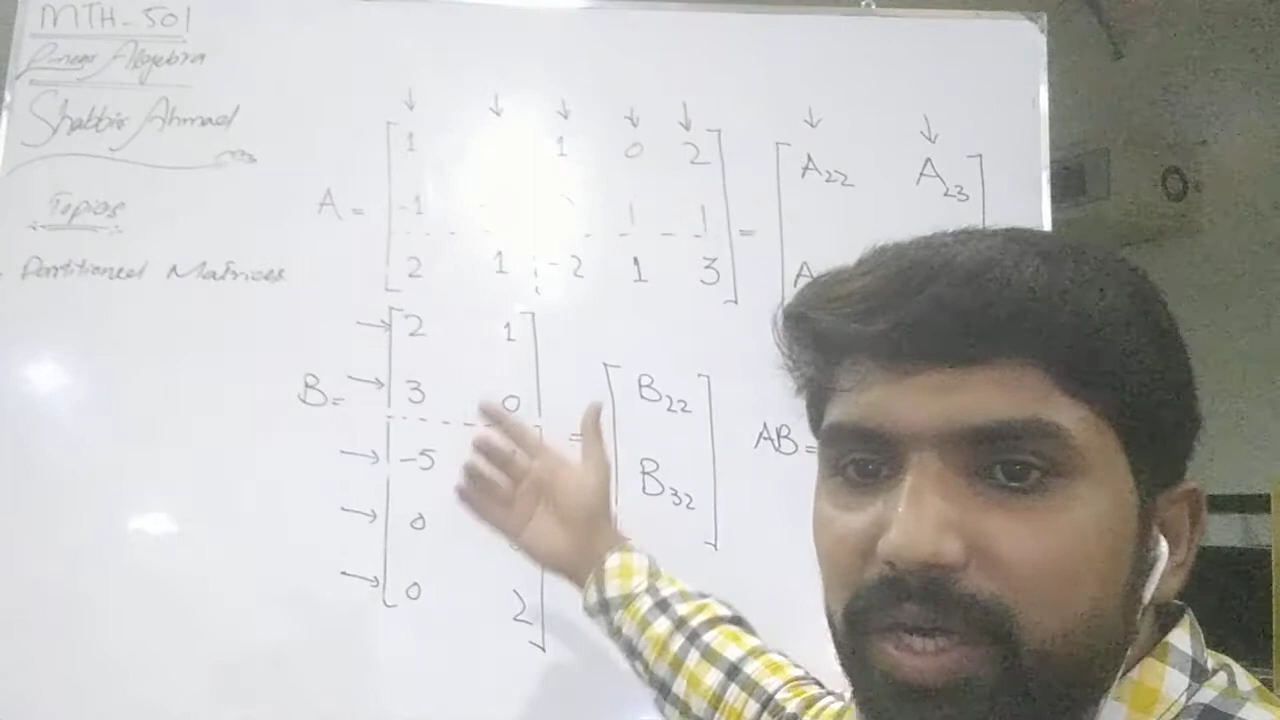 MTH-501
Linear Algebra
Shabbir Ahmad
Topics
Partitioned Matrices
↓ ↓ ↓ ↓ ↓ ↓ ↓
A = [ 1 1 0 2 ] = [ A22 A23 ]
-1 1 1
2 1 -2 1 3 A
B = → 2 1 = [ B22 ]
→ 3 0 [ B32 ]
→ -5
→ 0
→ 0 2
AB =